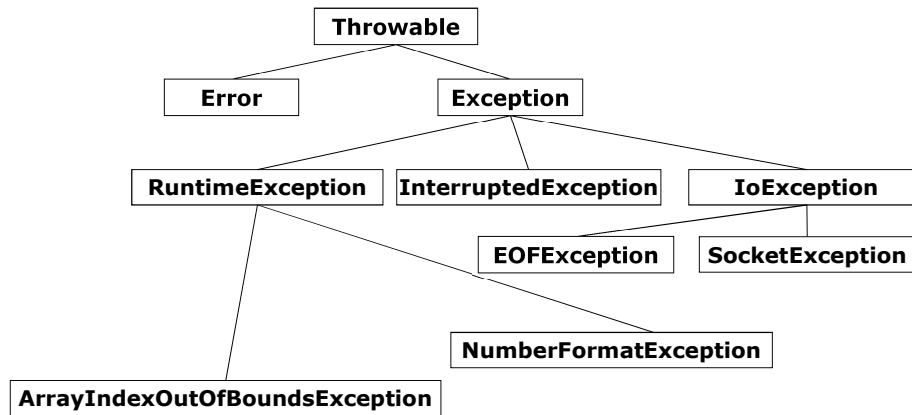 Throwable
Error
Exception
RuntimeException
InterruptedException
IoException
EOFException
SocketException
NumberFormatException
ArrayIndexOutOfBoundsException